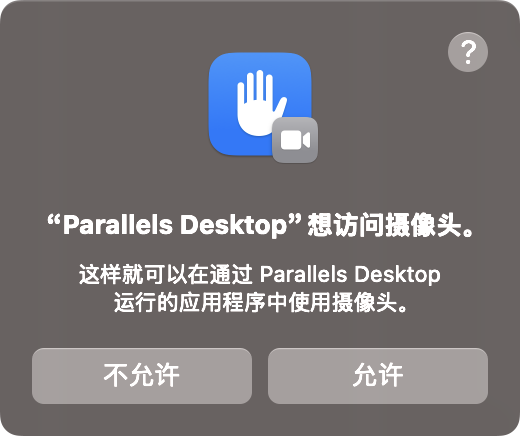 ?
“Parallels Desktop”想访问摄像头。
这样就可以在通过 Parallels Desktop
运行的应用程序中使用摄像头。
不允许
允许